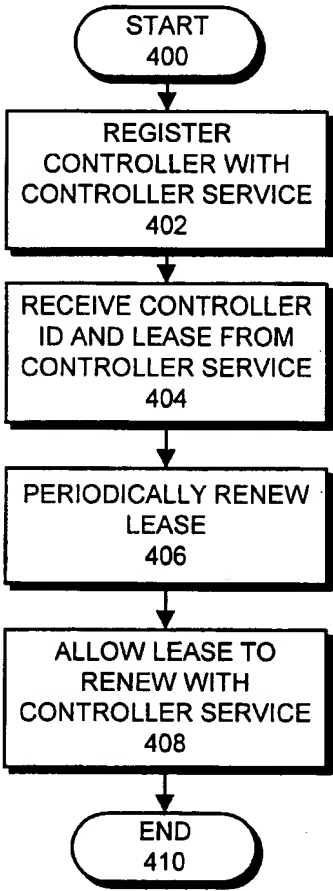 START
400
REGISTER
CONTROLLER WITH
CONTROLLER SERVICE
402
RECEIVE CONTROLLER
ID AND LEASE FROM
CONTROLLER SERVICE
404
PERIODICALLY RENEW
LEASE
406
ALLOW LEASE TO
RENEW WITH
CONTROLLER SERVICE
408
END
410